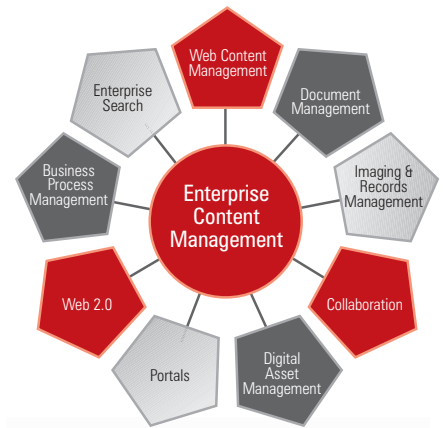 Web Content
Management
Document
Management
Imaging &
Records
Management
Collaboration
Digital
Asset
Management
Portals
Web 2.0
Business
Process
Management
Enterprise
Search
Enterprise
Content
Management